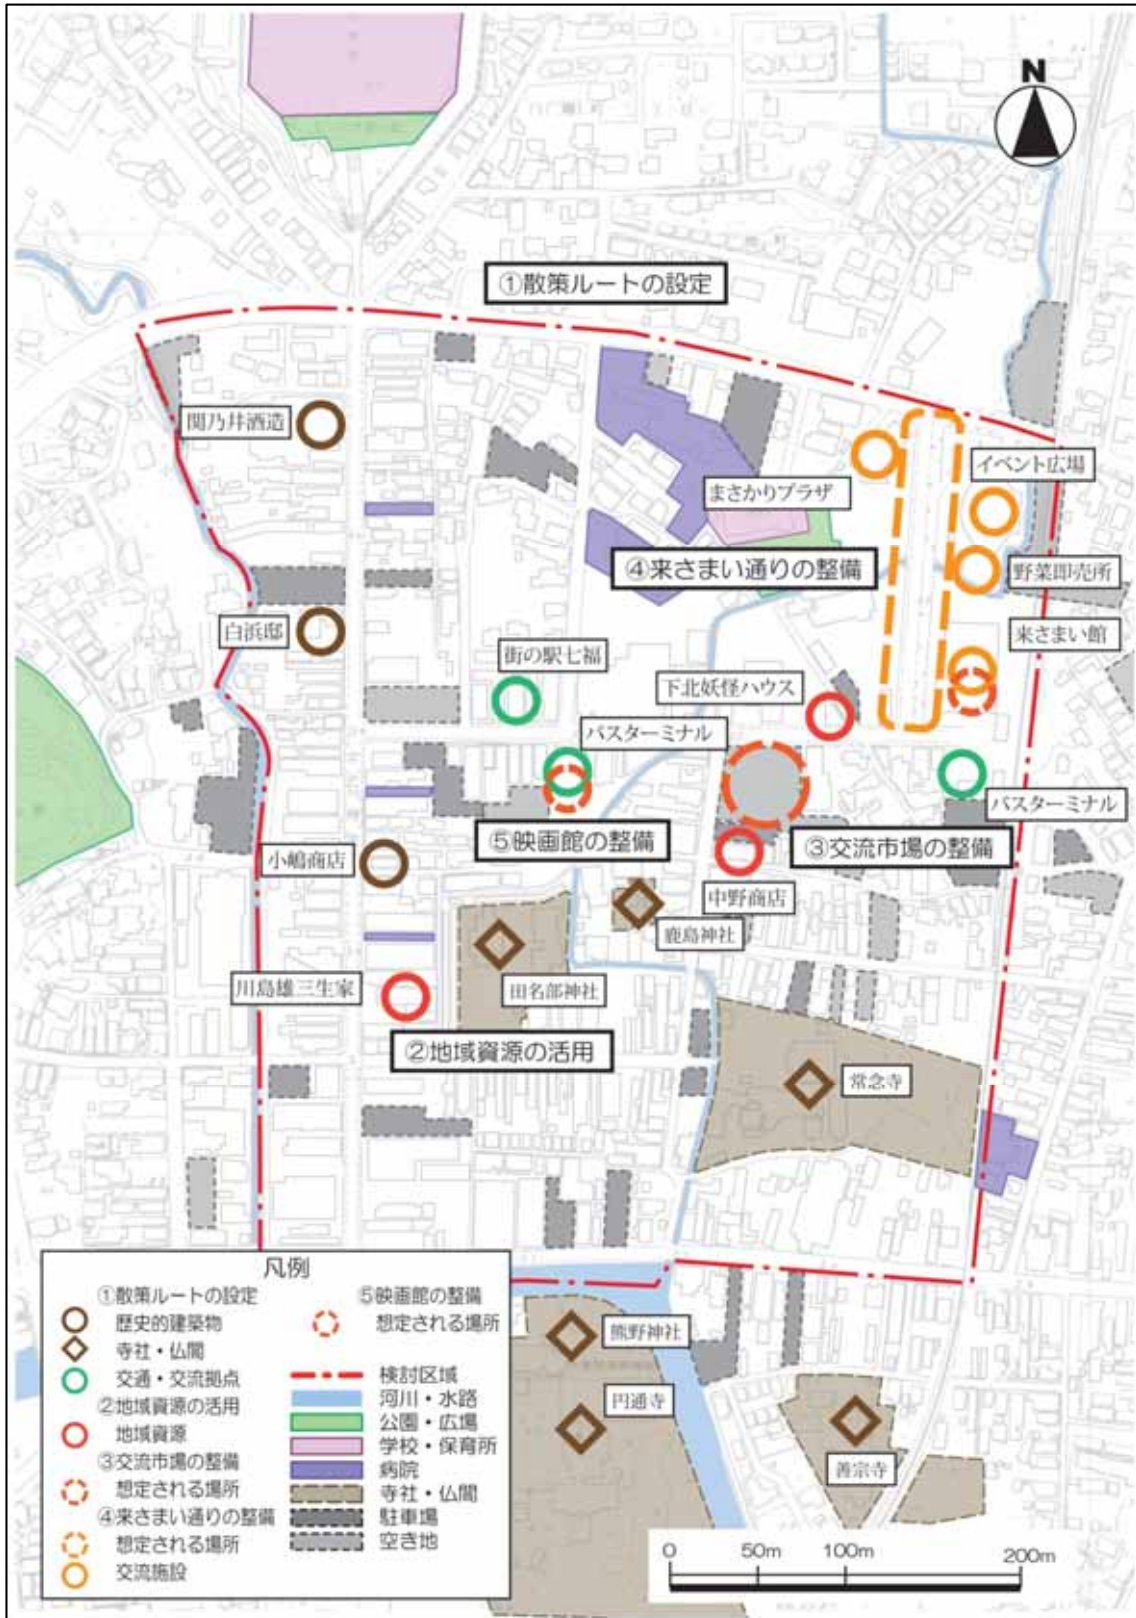 N
①散策ルートの設定
関乃井酒造
イベント広場
まさかりプラザ
④来さまい通りの整備
野菜即売所
白浜邸
来さまい館
街の駅七福
下北妖怪ハウス
バスターミナル
バスターミナル
⑤映画館の整備
③交流市場の整備
小嶋商店
中野商店
鹿島神社
川島雄三生家
田名部神社
②地域資源の活用
常念寺
熊野神社
円通寺
善宗寺
凡例
①散策ルートの設定
歴史的建築物
寺社・仏閣
交通・交流拠点
②地域資源の活用
地域資源
③交流市場の整備
想定される場所
④来さまい通りの整備
想定される場所
交流施設
⑤映画館の整備
想定される場所
検討区域
河川・水路
公園・広場
学校・保育所
病院
寺社・仏閣
駐車場
空き地
0 50m 100m 200m